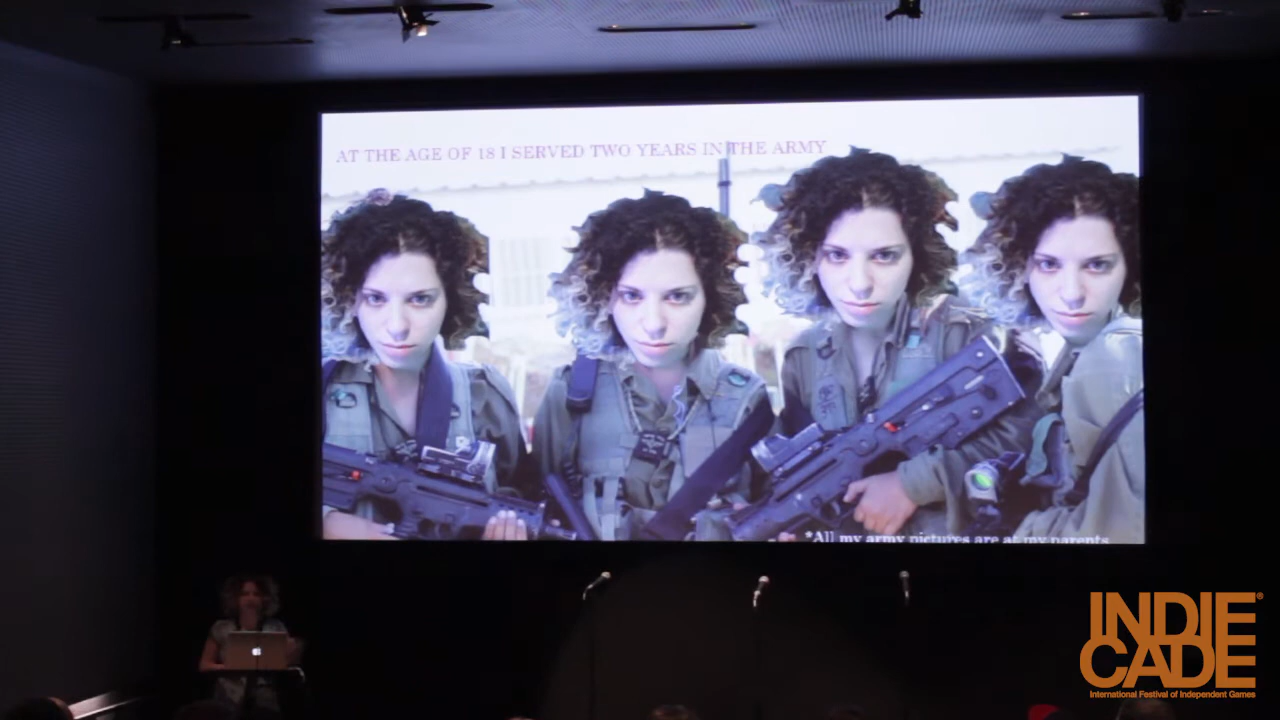 AT THE AGE OF 18 I SERVED TWO YEARS IN THE ARMY
*All my army pictures are at my parents
INDIE
CADE®
International Festival of Independent Games